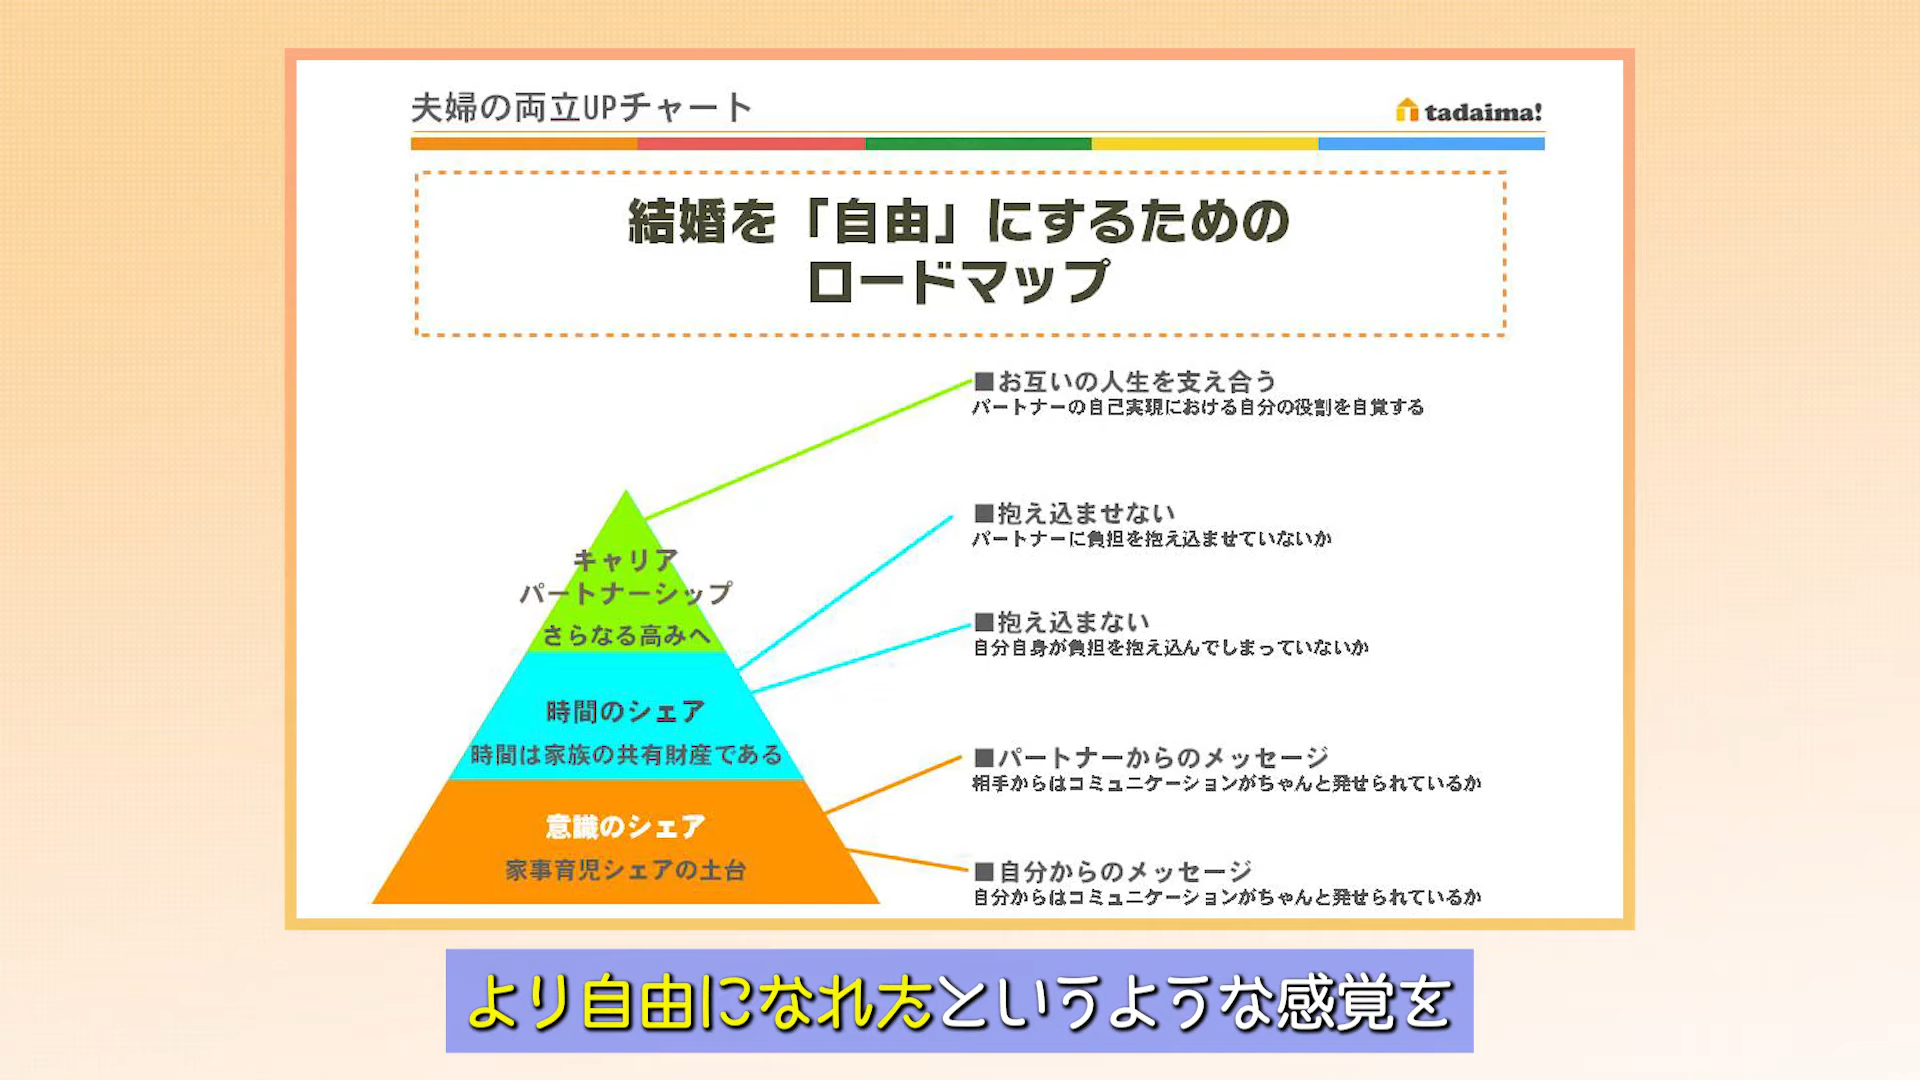 夫婦の両立UPチャート
tadaima!
結婚を「自由」にするための
ロードマップ
■お互いの人生を支え合う
パートナーの自己実現における自分の役割を自覚する
■抱え込ませない
パートナーに負担を抱え込ませていないか
キャリア
パートナーシップ
さらなる高みへ
■抱え込まない
自分自身が負担を抱え込んでしまっていないか
時間のシェア
時間は家族の共有財産である
■パートナーからのメッセージ
相手からはコミュニケーションがちゃんと発せられているか
意識のシェア
家事育児シェアの土台
■自分からのメッセージ
自分からはコミュニケーションがちゃんと発せられているか
より自由になれたというような感覚を